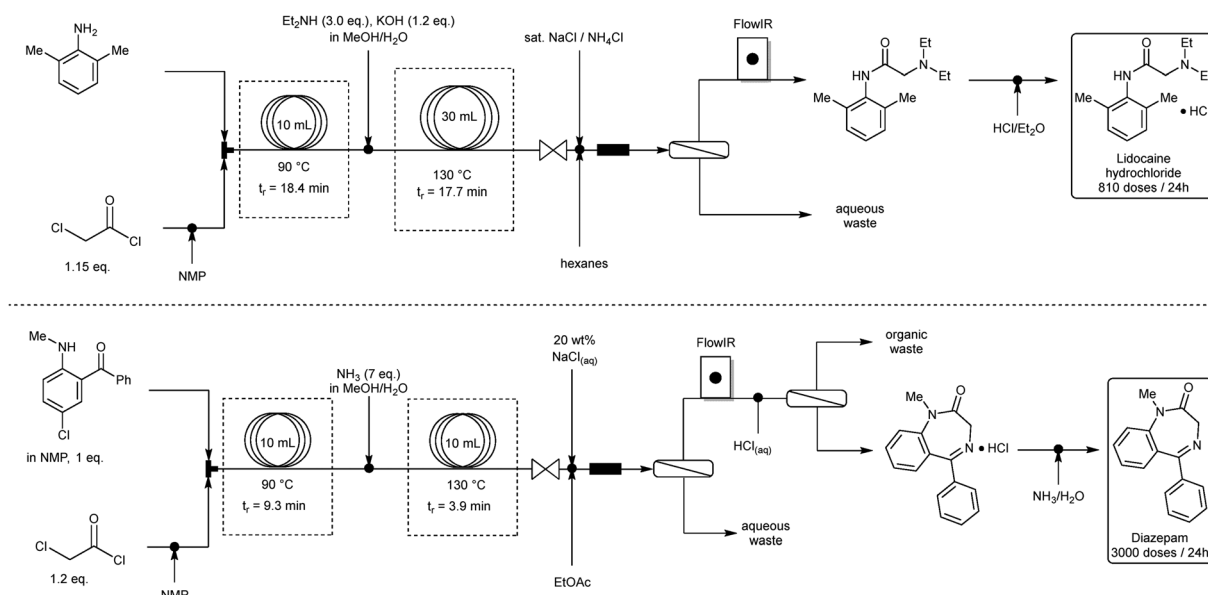 NH₂
Me
Me
Et₂NH (3.0 eq.), KOH (1.2 eq.)
in MeOH/H₂O
10 mL
90 °C
tᵣ = 18.4 min
30 mL
130 °C
tᵣ = 17.7 min
sat. NaCl / NH₄Cl
hexanes
O
Cl
Cl
1.15 eq.
NMP
FlowIR
aqueous
waste
O
Et
N
Et
NH
Me
Me
HCl/Et₂O
O
Et
N
Et
NH
Me
Me
• HCl
Lidocaine
hydrochloride
810 doses / 24h
Me
NH
O
Ph
Cl
in NMP, 1 eq.
O
Cl
Cl
1.2 eq.
NMP
10 mL
90 °C
tᵣ = 9.3 min
NH₃ (7 eq.)
in MeOH/H₂O
10 mL
130 °C
tᵣ = 3.9 min
20 wt%
NaCl(aq)
EtOAc
FlowIR
HCl(aq)
aqueous
waste
organic
waste
Me
O
N
N
• HCl
NH₃/H₂O
Me
O
N
N
Diazepam
3000 doses / 24h